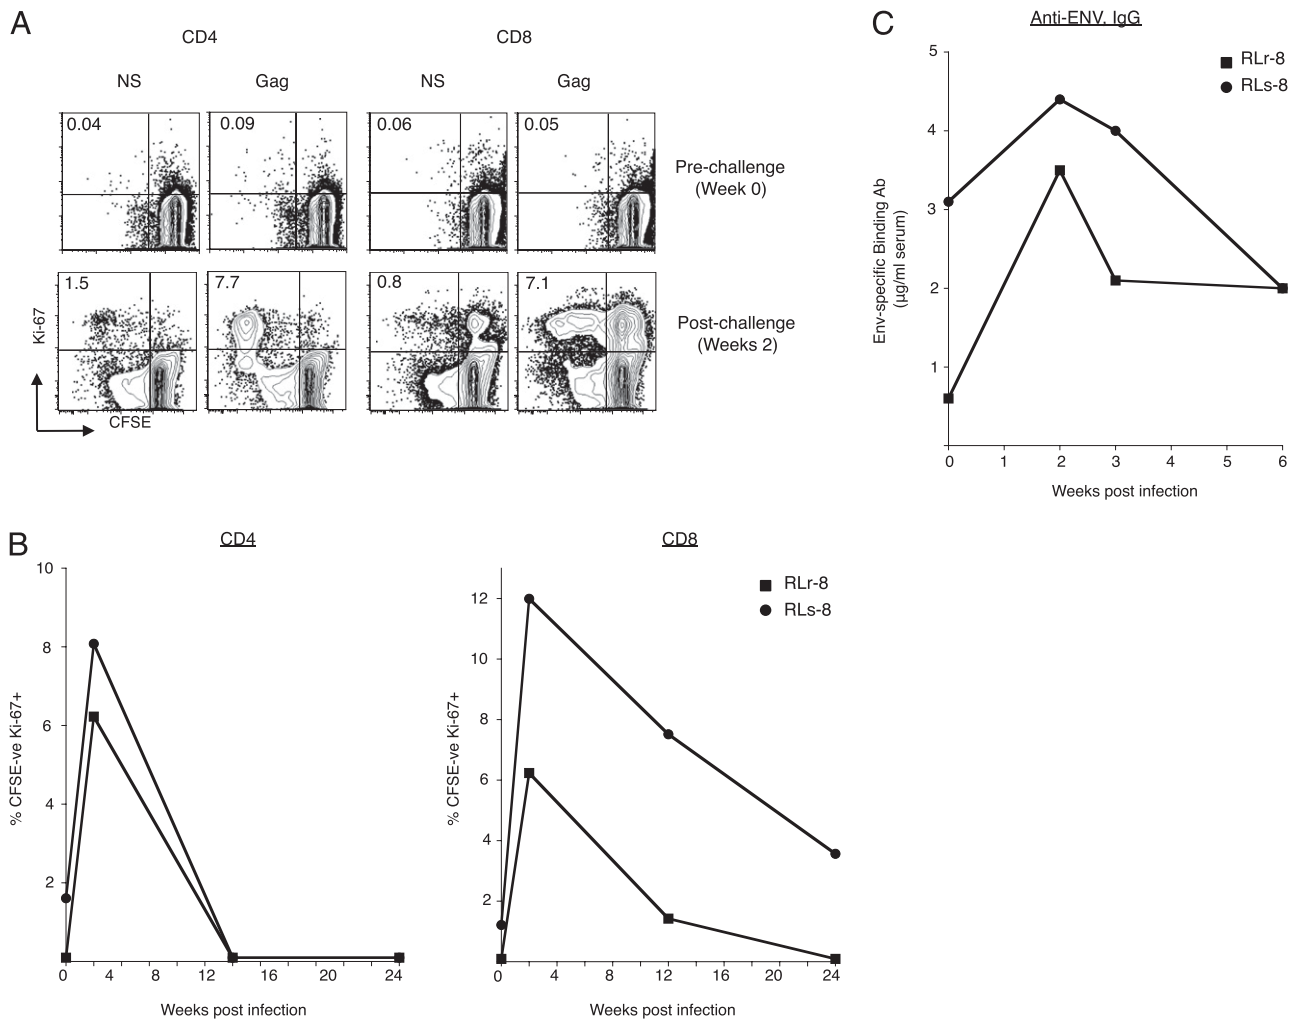 A
CD4
CD8
NS
Gag
NS
Gag
0.04
0.09
0.06
0.05
Pre-challenge
(Week 0)
1.5
7.7
0.8
7.1
Post-challenge
(Weeks 2)
Ki-67
CFSE
C
Anti-ENV. IgG
RLr-8
RLs-8
5
4
3
2
1
Env-specific Binding Ab
(µg/ml serum)
0 1 2 3 4 5 6
Weeks post infection
B
CD4
10
8
6
4
2
% CFSE-ve Ki-67+
0 4 8 12 16 20 24
Weeks post infection
CD8
RLr-8
RLs-8
12
10
8
6
4
2
% CFSE-ve Ki-67+
0 4 8 12 16 20 24
Weeks post infection